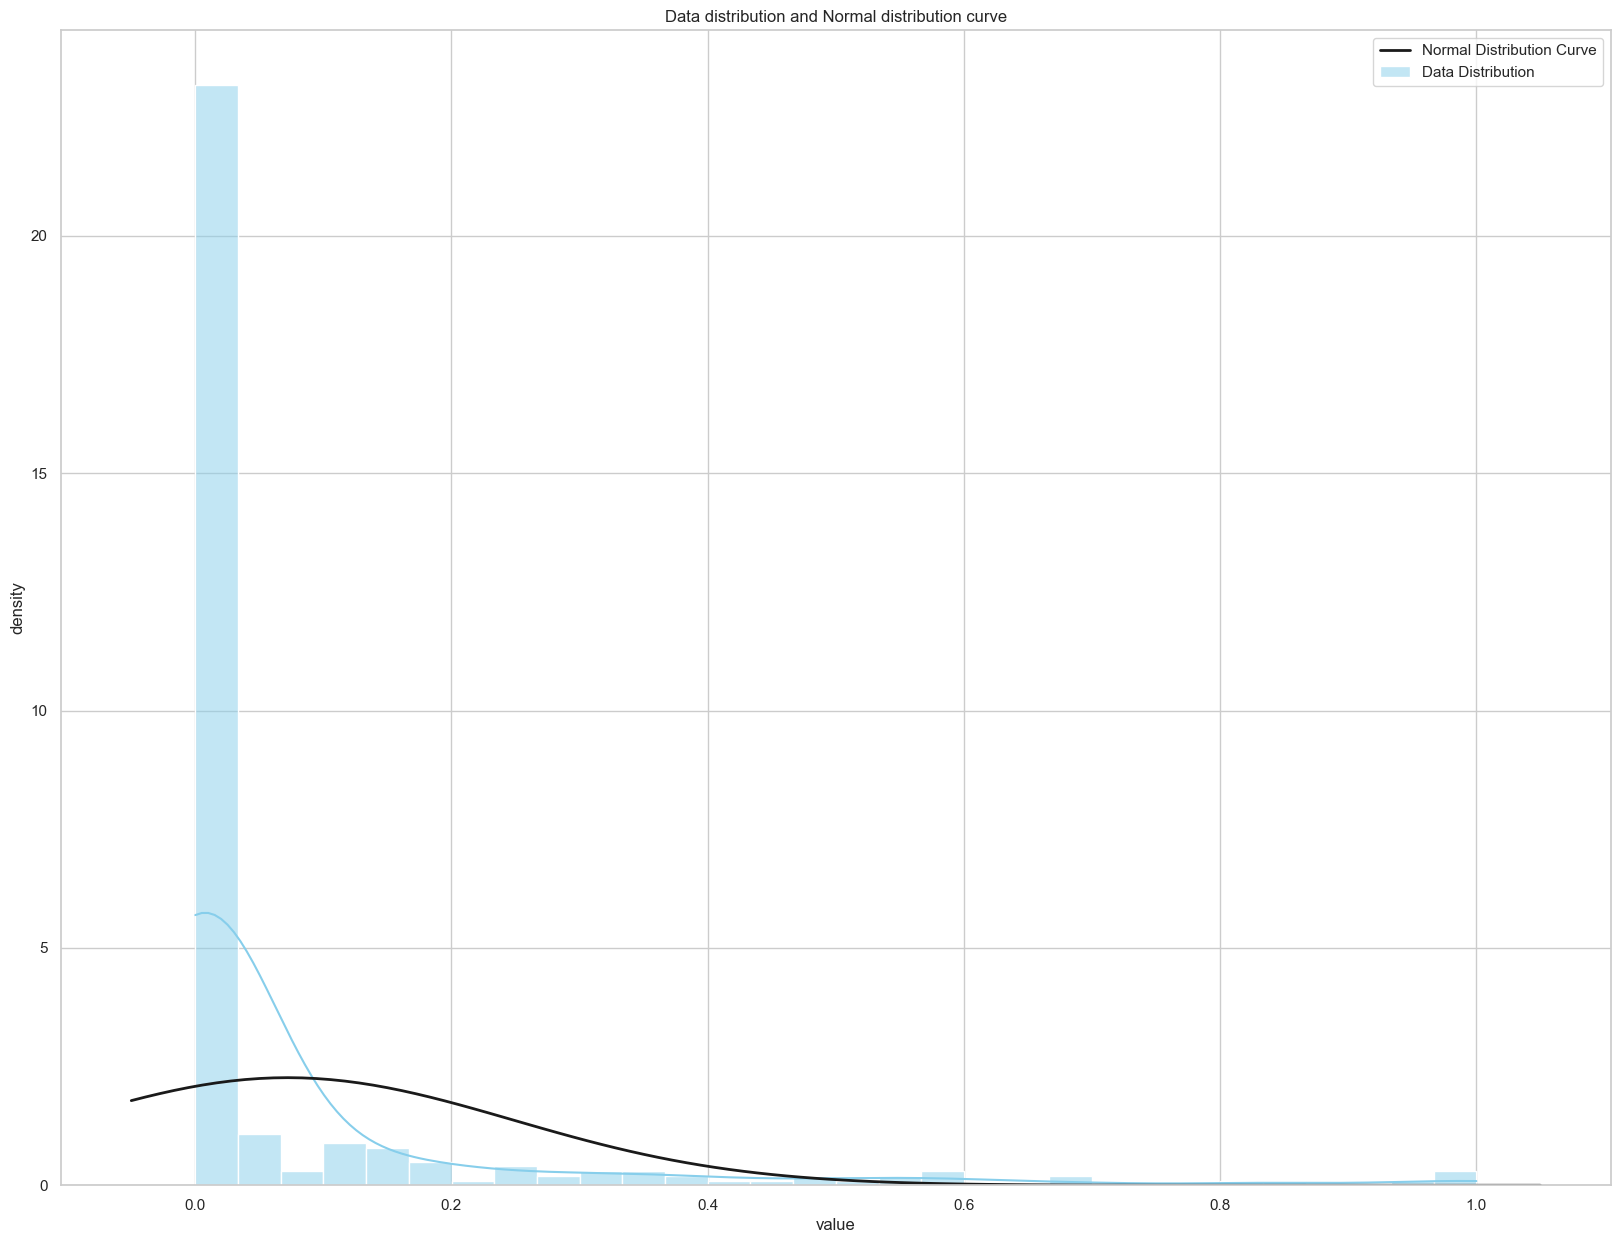 Data distribution and Normal distribution curve
Normal Distribution Curve
Data Distribution
density
20
15
10
5
0
0.0 0.2 0.4 0.6 0.8 1.0
value